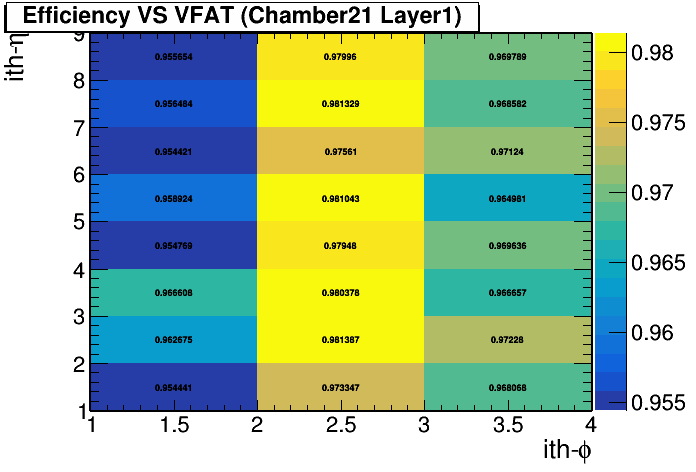 Efficiency VS VFAT (Chamber21 Layer1)
ith-η
9
8
7
6
5
4
3
2
1
0.955654 0.97996 0.969789
0.956484 0.981329 0.968582
0.954421 0.97561 0.97124
0.958924 0.981043 0.964981
0.954769 0.97948 0.969636
0.966608 0.980378 0.966657
0.962675 0.981387 0.97228
0.954441 0.973347 0.968068
1 1.5 2 2.5 3 3.5 4
ith-ϕ
0.98
0.975
0.97
0.965
0.96
0.955